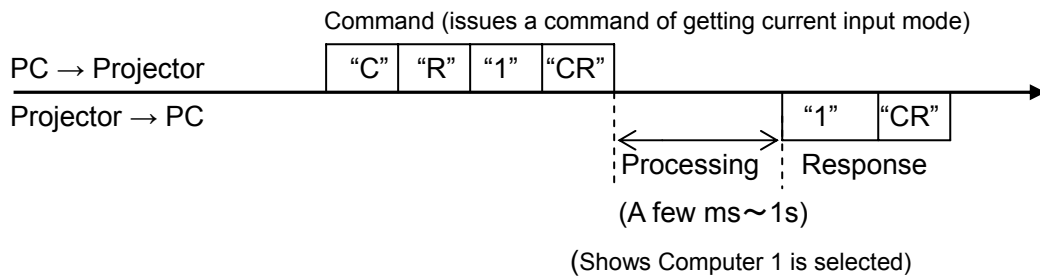 Command (issues a command of getting current input mode)
PC → Projector “C” “R” “1” “CR”
Projector → PC “1” “CR”
Processing Response
(A few ms～1s)
(Shows Computer 1 is selected)